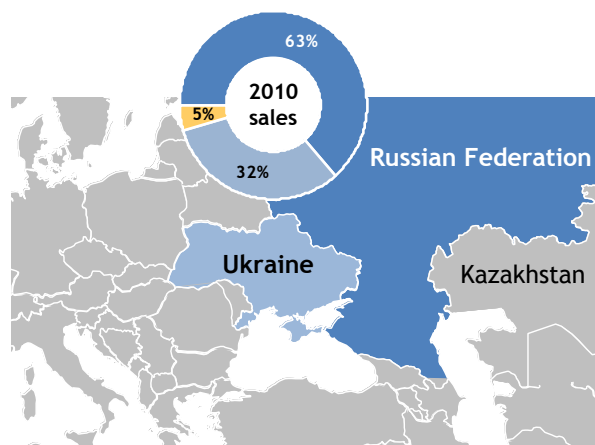 63%
2010
sales
5%
32%
Russian Federation
Ukraine
Kazakhstan